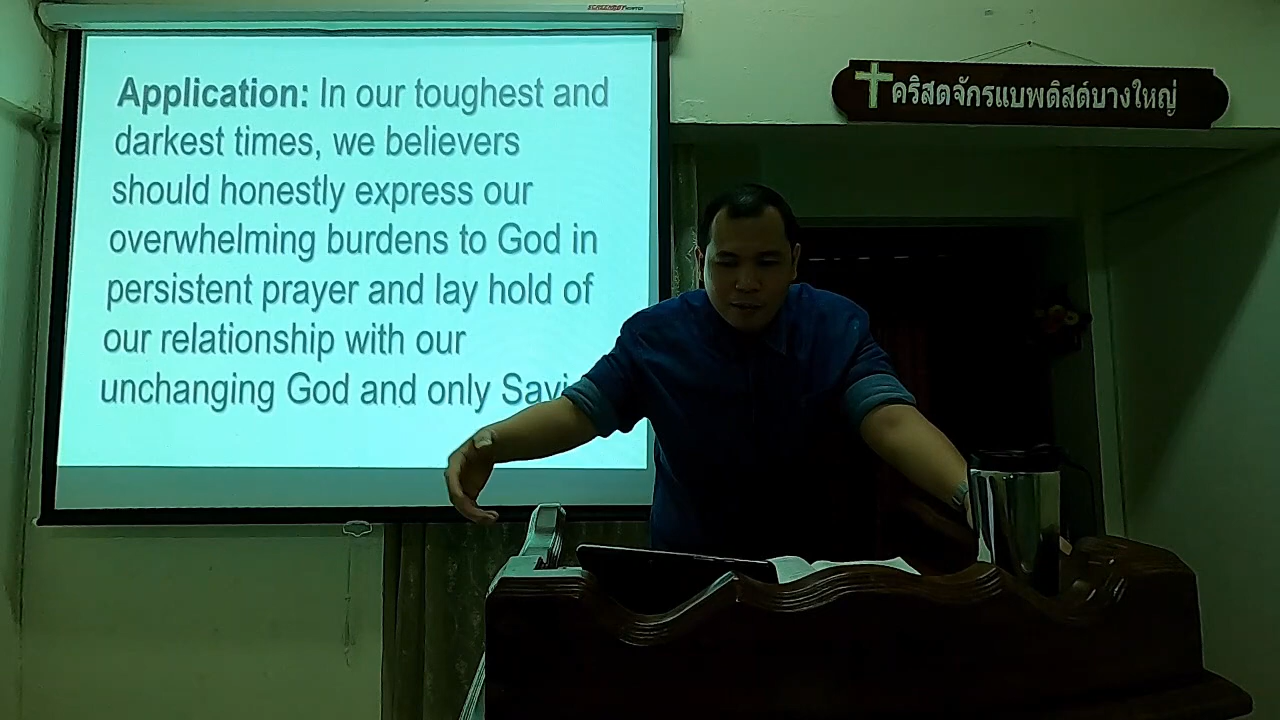 Application: In our toughest and
darkest times, we believers
should honestly express our
overwhelming burdens to God in
persistent prayer and lay hold of
our relationship with our
unchanging God and only
คริสตจักรแบพติสต์บางใหญ่